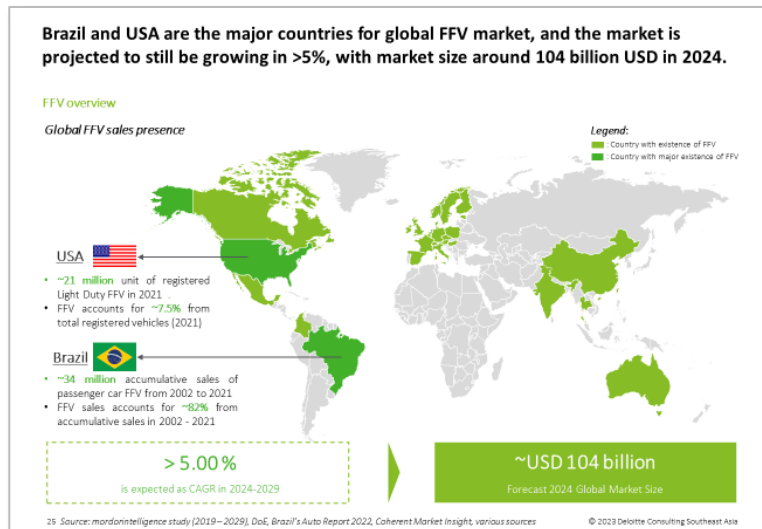 Brazil and USA are the major countries for global FFV market, and the market is
projected to still be growing in >5%, with market size around 104 billion USD in 2024.
FFV overview
Global FFV sales presence
Legend:
: Country with existence of FFV
: Country with major existence of FFV
USA
• ~21 million unit of registered
Light Duty FFV in 2021 .
• FFV accounts for ~7.5% from
total registered vehicles (2021)
Brazil
• ~34 million accumulative sales of
passenger car FFV from 2002 to 2021
• FFV sales accounts for ~82% from
accumulative sales in 2002 - 2021
> 5.00 %
is expected as CAGR in 2024-2029
~USD 104 billion
Forecast 2024 Global Market Size
25 Source: mordorintelligence study (2019 – 2029), DoE, Brazil's Auto Report 2022, Coherent Market Insight, various sources
© 2023 Deloitte Consulting Southeast Asia